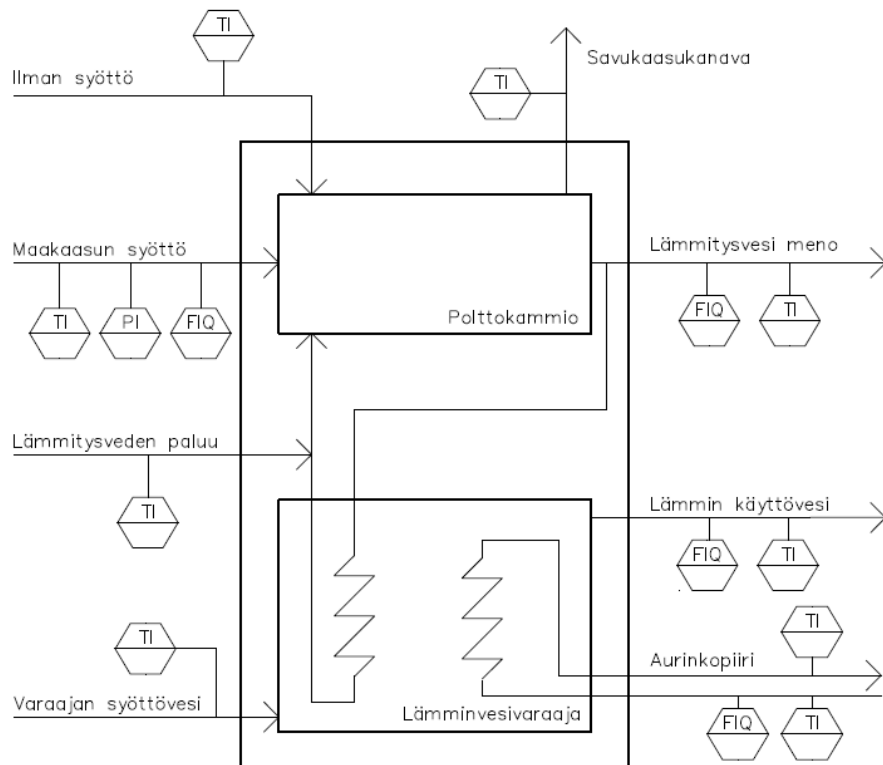 TI
Ilman syöttö
Savukaasukanava
TI
Maakaasun syöttö
Lämmitysvesi meno
TI
PI
FIQ
Polttokammio
FIQ
TI
Lämmitysveden paluu
TI
Lämmin käyttövesi
FIQ
TI
TI
TI
Aurinkopiiri
Varaajan syöttövesi
Lämminvesivaraaja
FIQ
TI